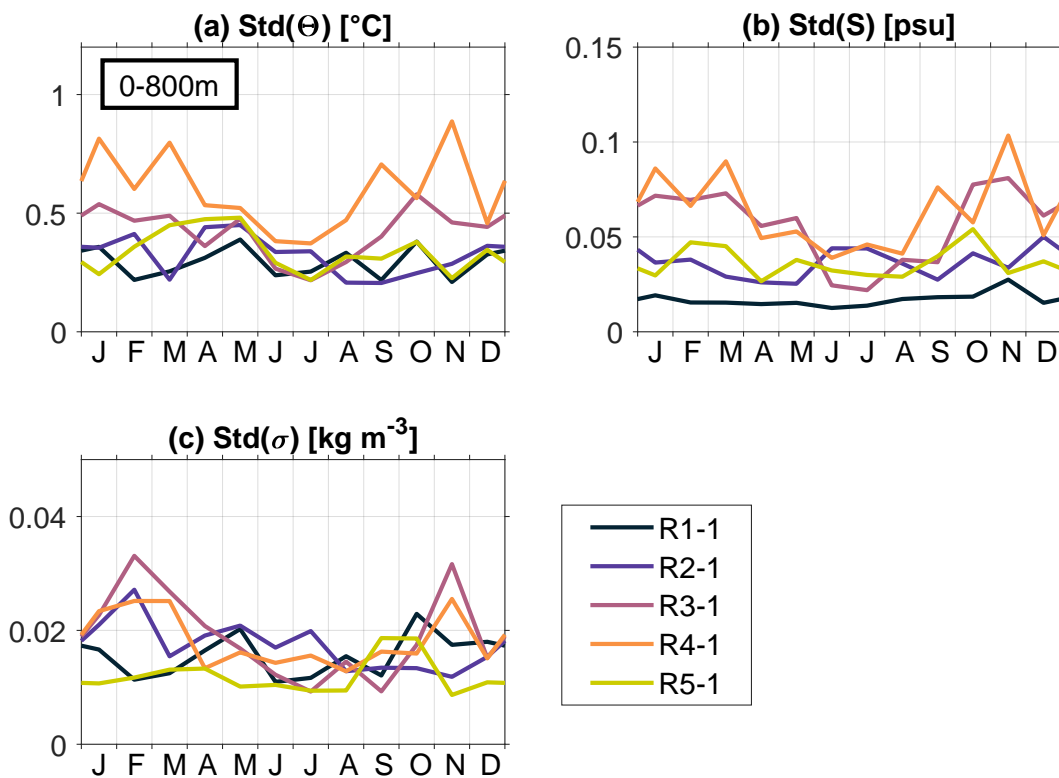 (a) Std(Θ) [°C]
1
0.5
0
0-800m
J F M A M J J A S O N D
(b) Std(S) [psu]
0.15
0.1
0.05
0
J F M A M J J A S O N D
(c) Std(σ) [kg m⁻³]
0.04
0.02
0
J F M A M J J A S O N D
R1-1
R2-1
R3-1
R4-1
R5-1